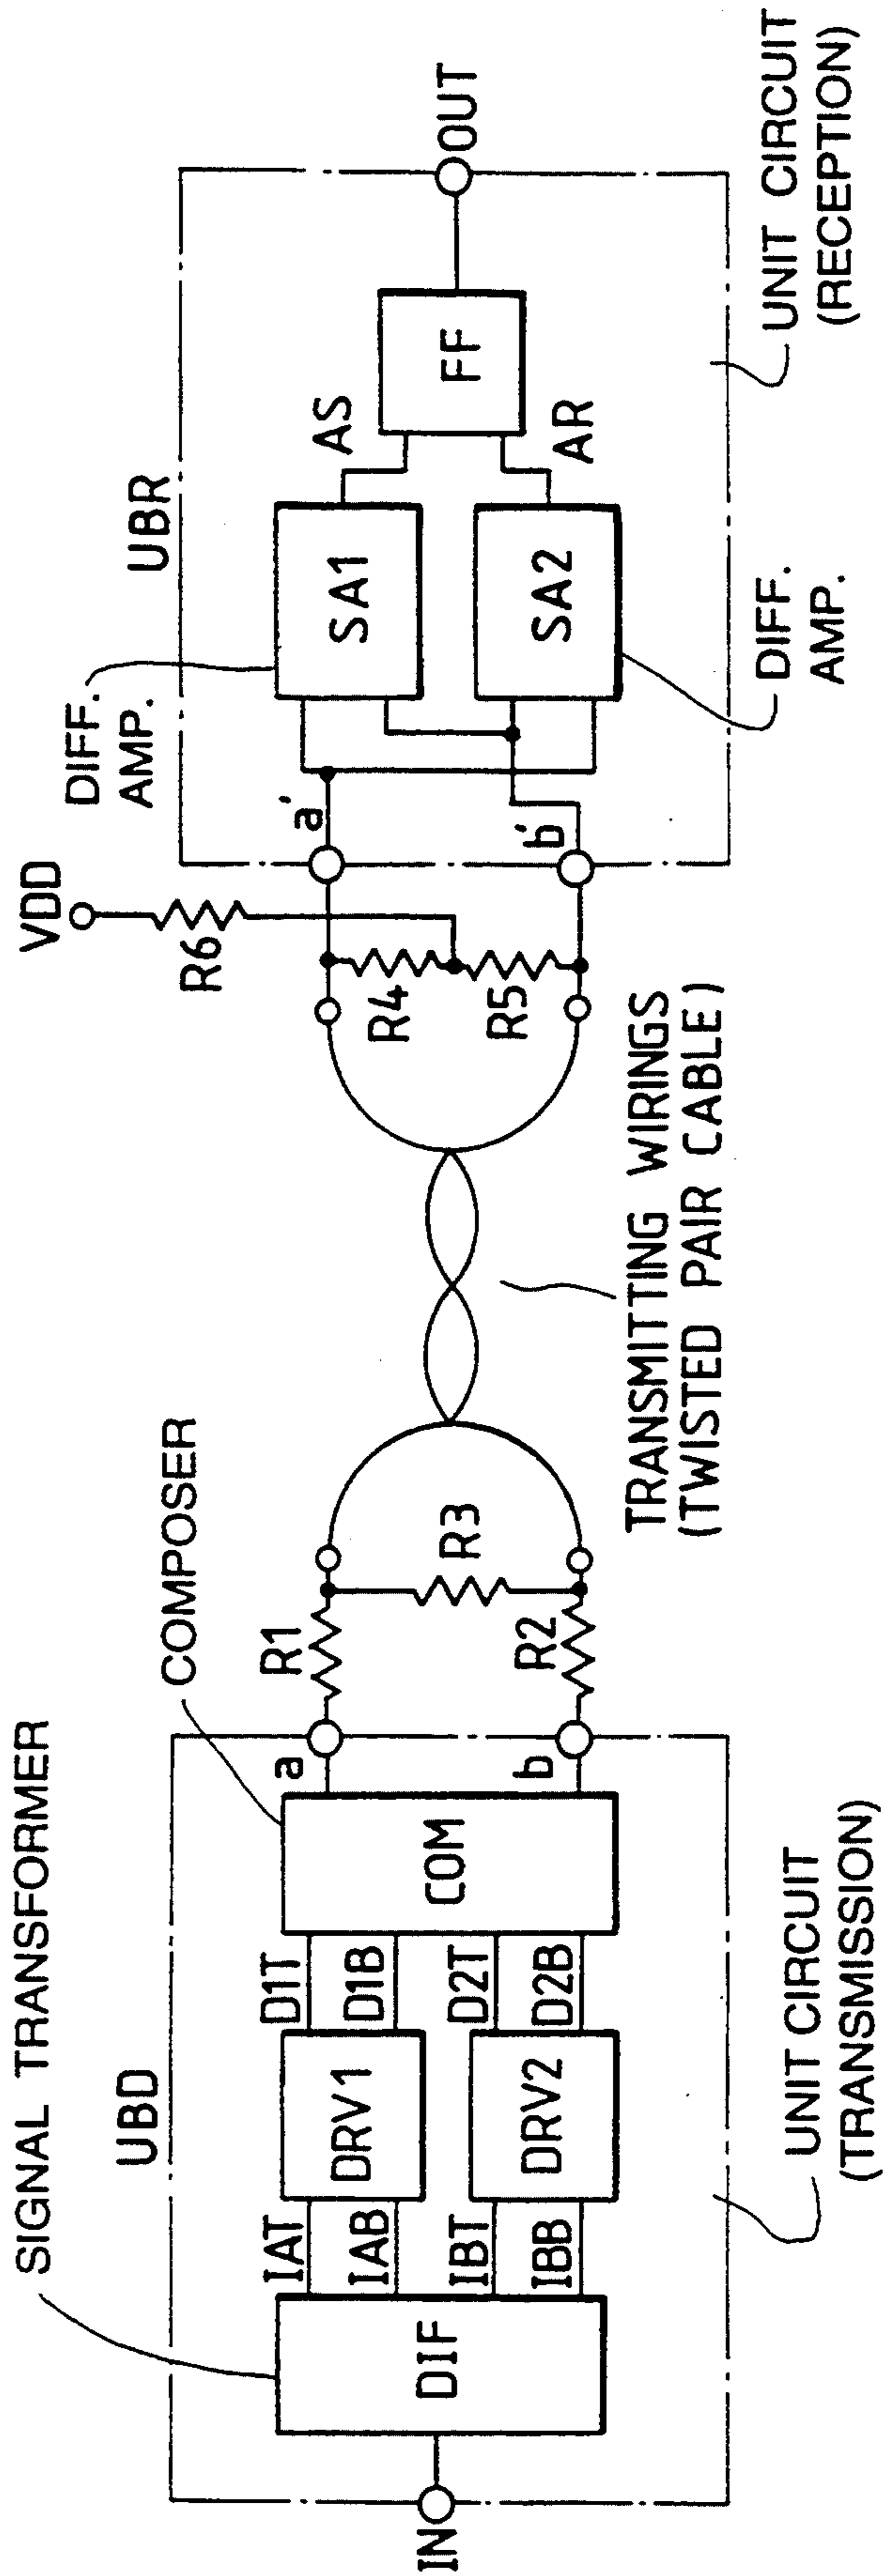 SIGNAL TRANSFORMER
UBD
IN
DIF
IAT
IAB
IBT
IBB
DRV1
DRV2
D1T
D1B
D2T
D2B
COM
COMPOSER
a
b
UNIT CIRCUIT
(TRANSMISSION)
R1
R2
R3
TRANSMITTING WIRINGS
(TWISTED PAIR CABLE)
VDD
R6
R4
R5
a'
b'
DIFF.
AMP.
UBR
SA1
SA2
DIFF.
AMP.
AS
AR
FF
OUT
UNIT CIRCUIT
(RECEPTION)